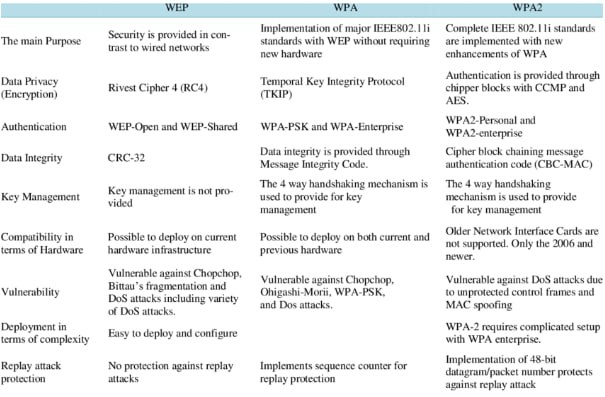 WEP WPA WPA2
The main Purpose
Security is provided in con-
trast to wired networks
Implementation of major IEEE802.11i
standards with WEP without requiring
new hardware
Complete IEEE 802.11i standards
are implemented with new
enhancements of WPA
Data Privacy
(Encryption)
Rivest Cipher 4 (RC4)
Temporal Key Integrity Protocol
(TKIP)
Authentication is provided through
chipper blocks with CCMP and
AES.
Authentication
WEP-Open and WEP-Shared
WPA-PSK and WPA-Enterprise
WPA2-Personal and
WPA2-enterprise
Data Integrity
CRC-32
Data integrity is provided through
Message Integrity Code.
Cipher block chaining message
authentication code (CBC-MAC)
Key Management
Key management is not pro-
vided
The 4 way handshaking mechanism is
used to provide for key
management
The 4 way handshaking
mechanism is used to provide
for key management
Compatibility in
terms of Hardware
Possible to deploy on current
hardware infrastructure
Possible to deploy on both current and
previous hardware
Older Network Interface Cards are
not supported. Only the 2006 and
newer.
Vulnerability
Vulnerable against Chopchop,
Bittau's fragmentation and
DoS attacks including variety
of DoS attacks.
Vulnerable against Chopchop,
Ohigashi-Morii, WPA-PSK,
and Dos attacks.
Vulnerable against DoS attacks due
to unprotected control frames and
MAC spoofing
Deployment in
terms of complexity
Easy to deploy and configure
WPA-2 requires complicated setup
with WPA enterprise.
Replay attack
protection
No protection against replay
attacks
Implements sequence counter for
replay protection
Implementation of 48-bit
datagram/packet number protects
against replay attack